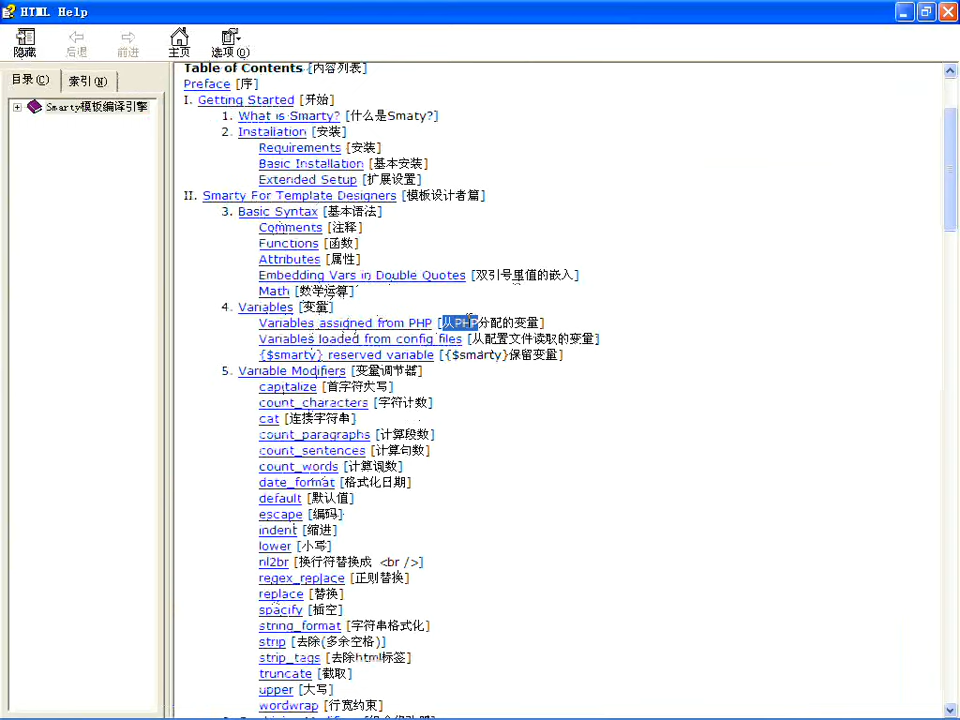 HTML Help
隐藏 后退 前进 主页 选项(O)
目录(C) 索引(N)
Smarty模板编译引擎
Table of Contents [内容列表]
Preface [序]
I. Getting Started [开始]
1. What is Smarty? [什么是Smaty?]
2. Installation [安装]
Requirements [安装]
Basic Installation [基本安装]
Extended Setup [扩展设置]
II. Smarty For Template Designers [模板设计者篇]
3. Basic Syntax [基本语法]
Comments [注释]
Functions [函数]
Attributes [属性]
Embedding Vars in Double Quotes [双引号里值的嵌入]
Math [数学运算]
4. Variables [变量]
Variables assigned from PHP [从PHP分配的变量]
Variables loaded from config files [从配置文件读取的变量]
{$smarty} reserved variable [{$smarty}保留变量]
5. Variable Modifiers [变量调节器]
capitalize [首字符大写]
count_characters [字符计数]
cat [连接字符串]
count_paragraphs [计算段数]
count_sentences [计算句数]
count_words [计算词数]
date_format [格式化日期]
default [默认值]
escape [编码]
indent [缩进]
lower [小写]
nl2br [换行符替换成 <br />]
regex_replace [正则替换]
replace [替换]
spacify [插空]
string_format [字符串格式化]
strip [去除(多余空格)]
strip_tags [去除html标签]
truncate [截取]
upper [大写]
wordwrap [行宽约束]